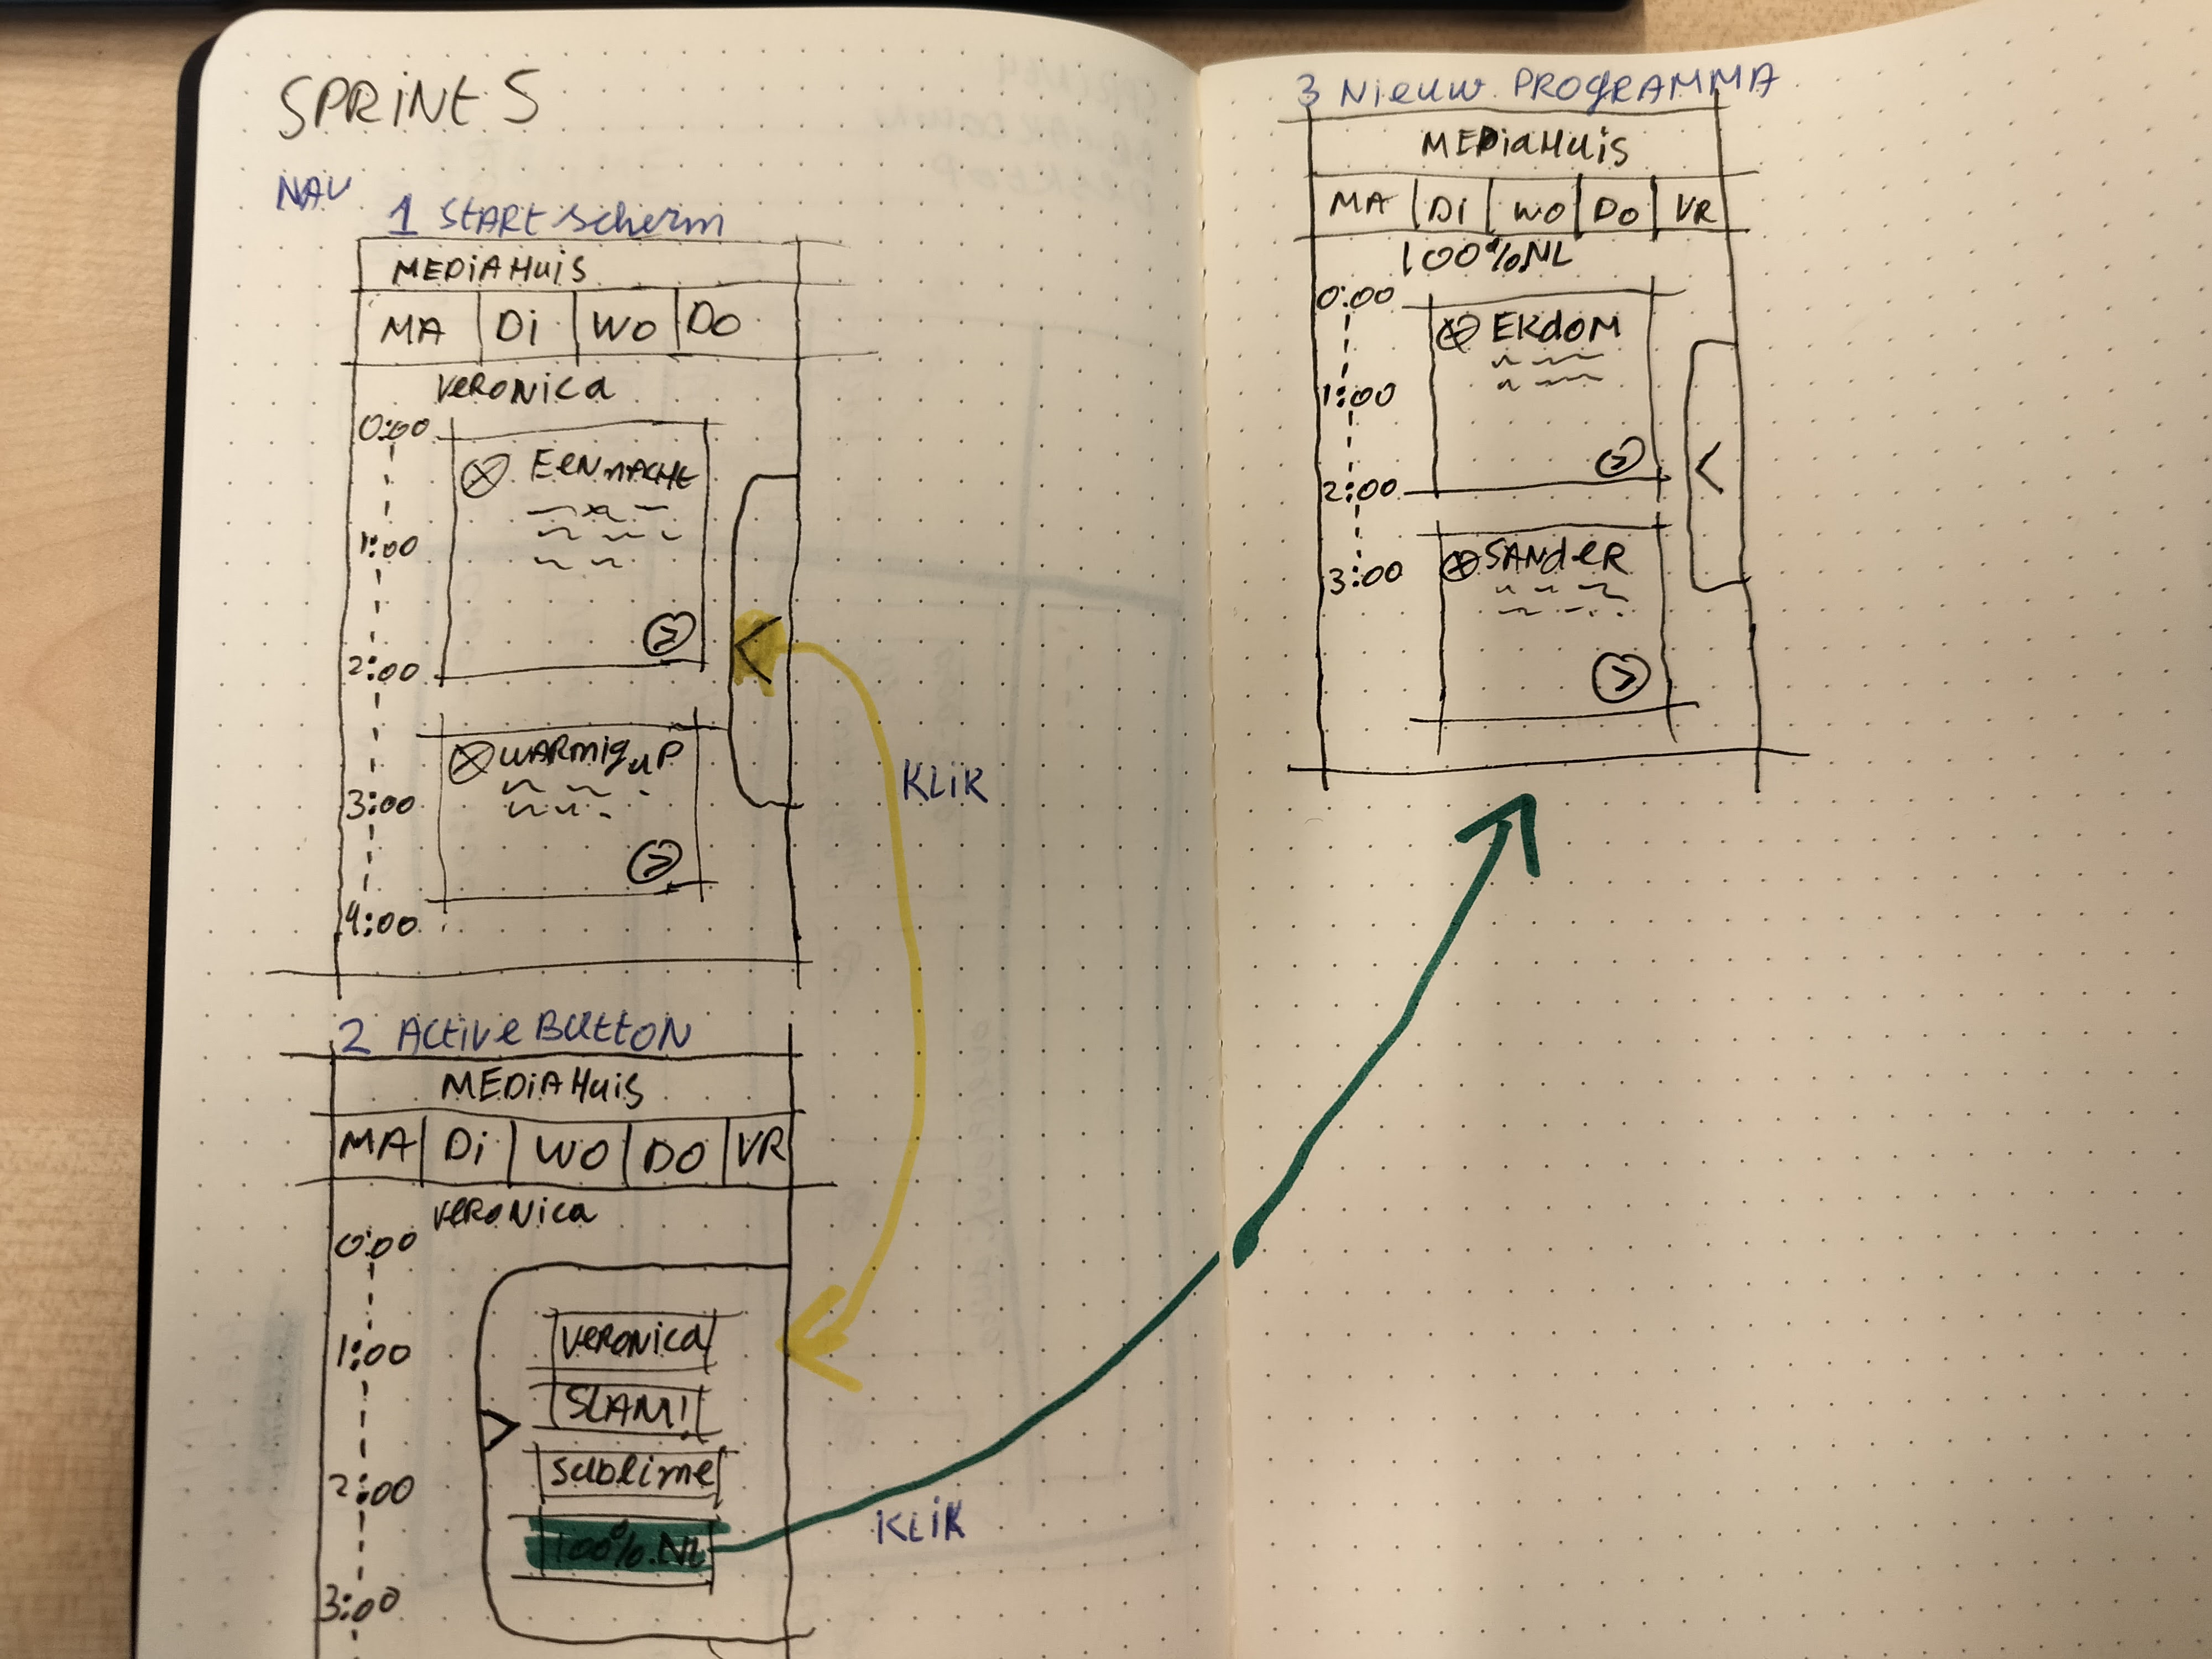 SPRINT 5
NAV
1 START scherm
MEDIAHUIS
MA Di WO DO
VERONICA
0:00
EENMACHT
1:00
2:00
WARMIG UP
3:00
4:00
KLIK
2 ACTIVE BUTTON
MEDIAHUIS
MA Di WO DO VR
VERONICA
0:00
VERONICA
1:00
SLAM!
sublime
2:00
100%.NL
3:00
KLIK
3 Nieuw PROGRAMMA
MEDIAHUIS
MA Di WO DO VR
100%.NL
0:00
EKDOM
1:00
2:00
SANDER
3:00